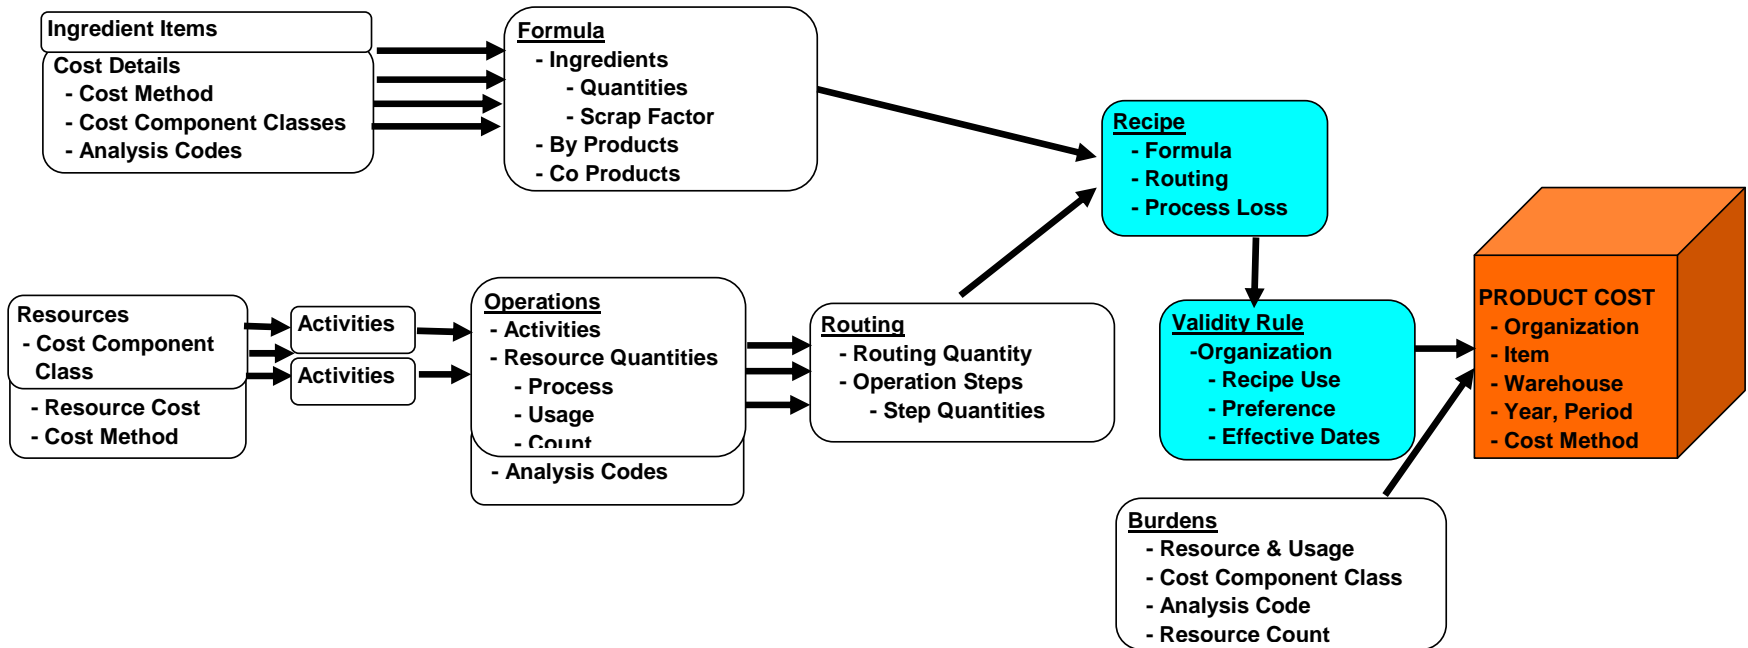 Ingredient Items
Cost Details
- Cost Method
- Cost Component Classes
- Analysis Codes
Formula
- Ingredients
- Quantities
- Scrap Factor
- By Products
- Co Products
Recipe
- Formula
- Routing
- Process Loss
Resources
- Cost Component
Class
- Resource Cost
- Cost Method
Activities
Activities
Operations
- Activities
- Resource Quantities
- Process
- Usage
- Count
- Analysis Codes
Routing
- Routing Quantity
- Operation Steps
- Step Quantities
Validity Rule
-Organization
- Recipe Use
- Preference
- Effective Dates
PRODUCT COST
- Organization
- Item
- Warehouse
- Year, Period
- Cost Method
Burdens
- Resource & Usage
- Cost Component Class
- Analysis Code
- Resource Count